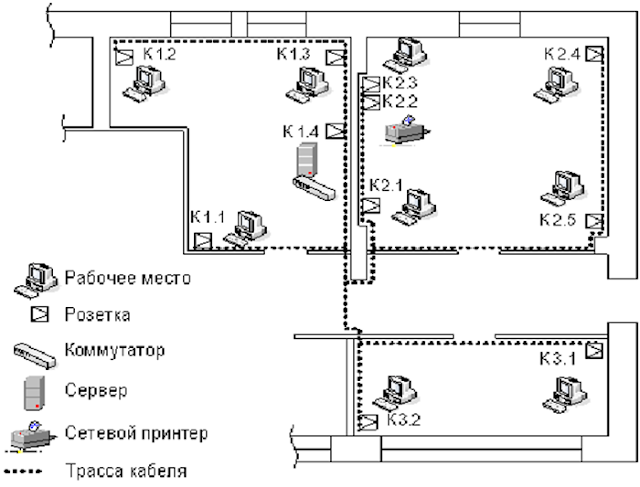 К1.2
К1.3
К2.4
К2.3
К2.2
К1.4
К2.1
К1.1
К2.5
Рабочее место
Розетка
Коммутатор
К3.1
Сервер
К3.2
Сетевой принтер
Трасса кабеля